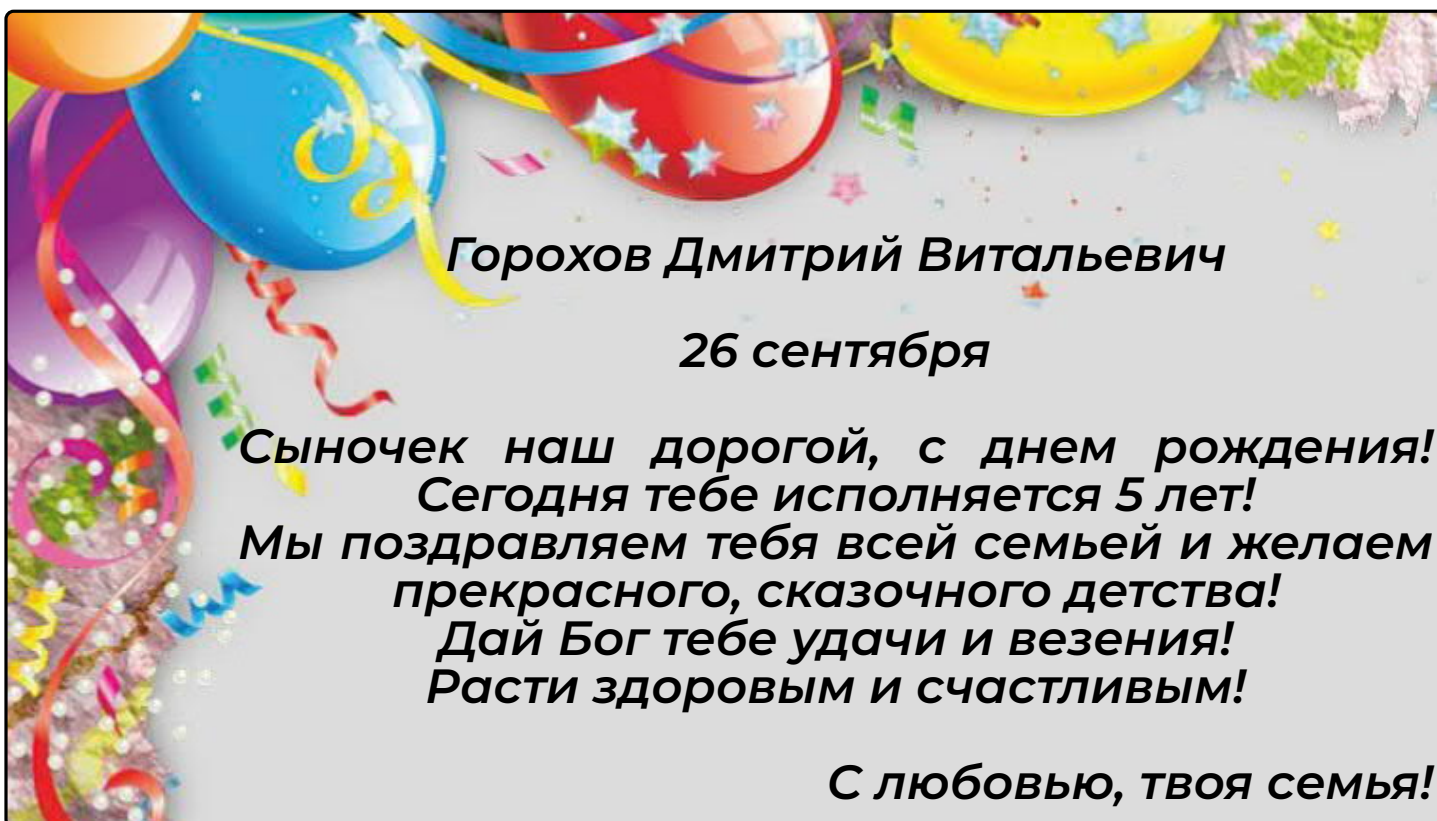 Горохов Дмитрий Витальевич
26 сентября
Сыночек наш дорогой, с днем рождения!
Сегодня тебе исполняется 5 лет!
Мы поздравляем тебя всей семьей и желаем
прекрасного, сказочного детства!
Дай Бог тебе удачи и везения!
Расти здоровым и счастливым!
С любовью, твоя семья!